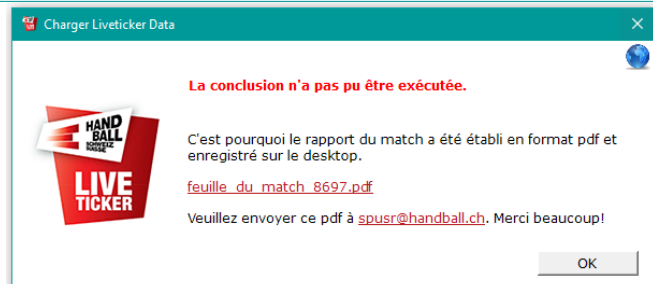 Charger Liveticker Data
La conclusion n'a pas pu être exécutée.
HAND
BALL
SCHWEIZ
SUISSE
LIVE
TICKER
C'est pourquoi le rapport du match a été établi en format pdf et
enregistré sur le desktop.
feuille_du_match_8697.pdf
Veuillez envoyer ce pdf à spusr@handball.ch. Merci beaucoup!
OK